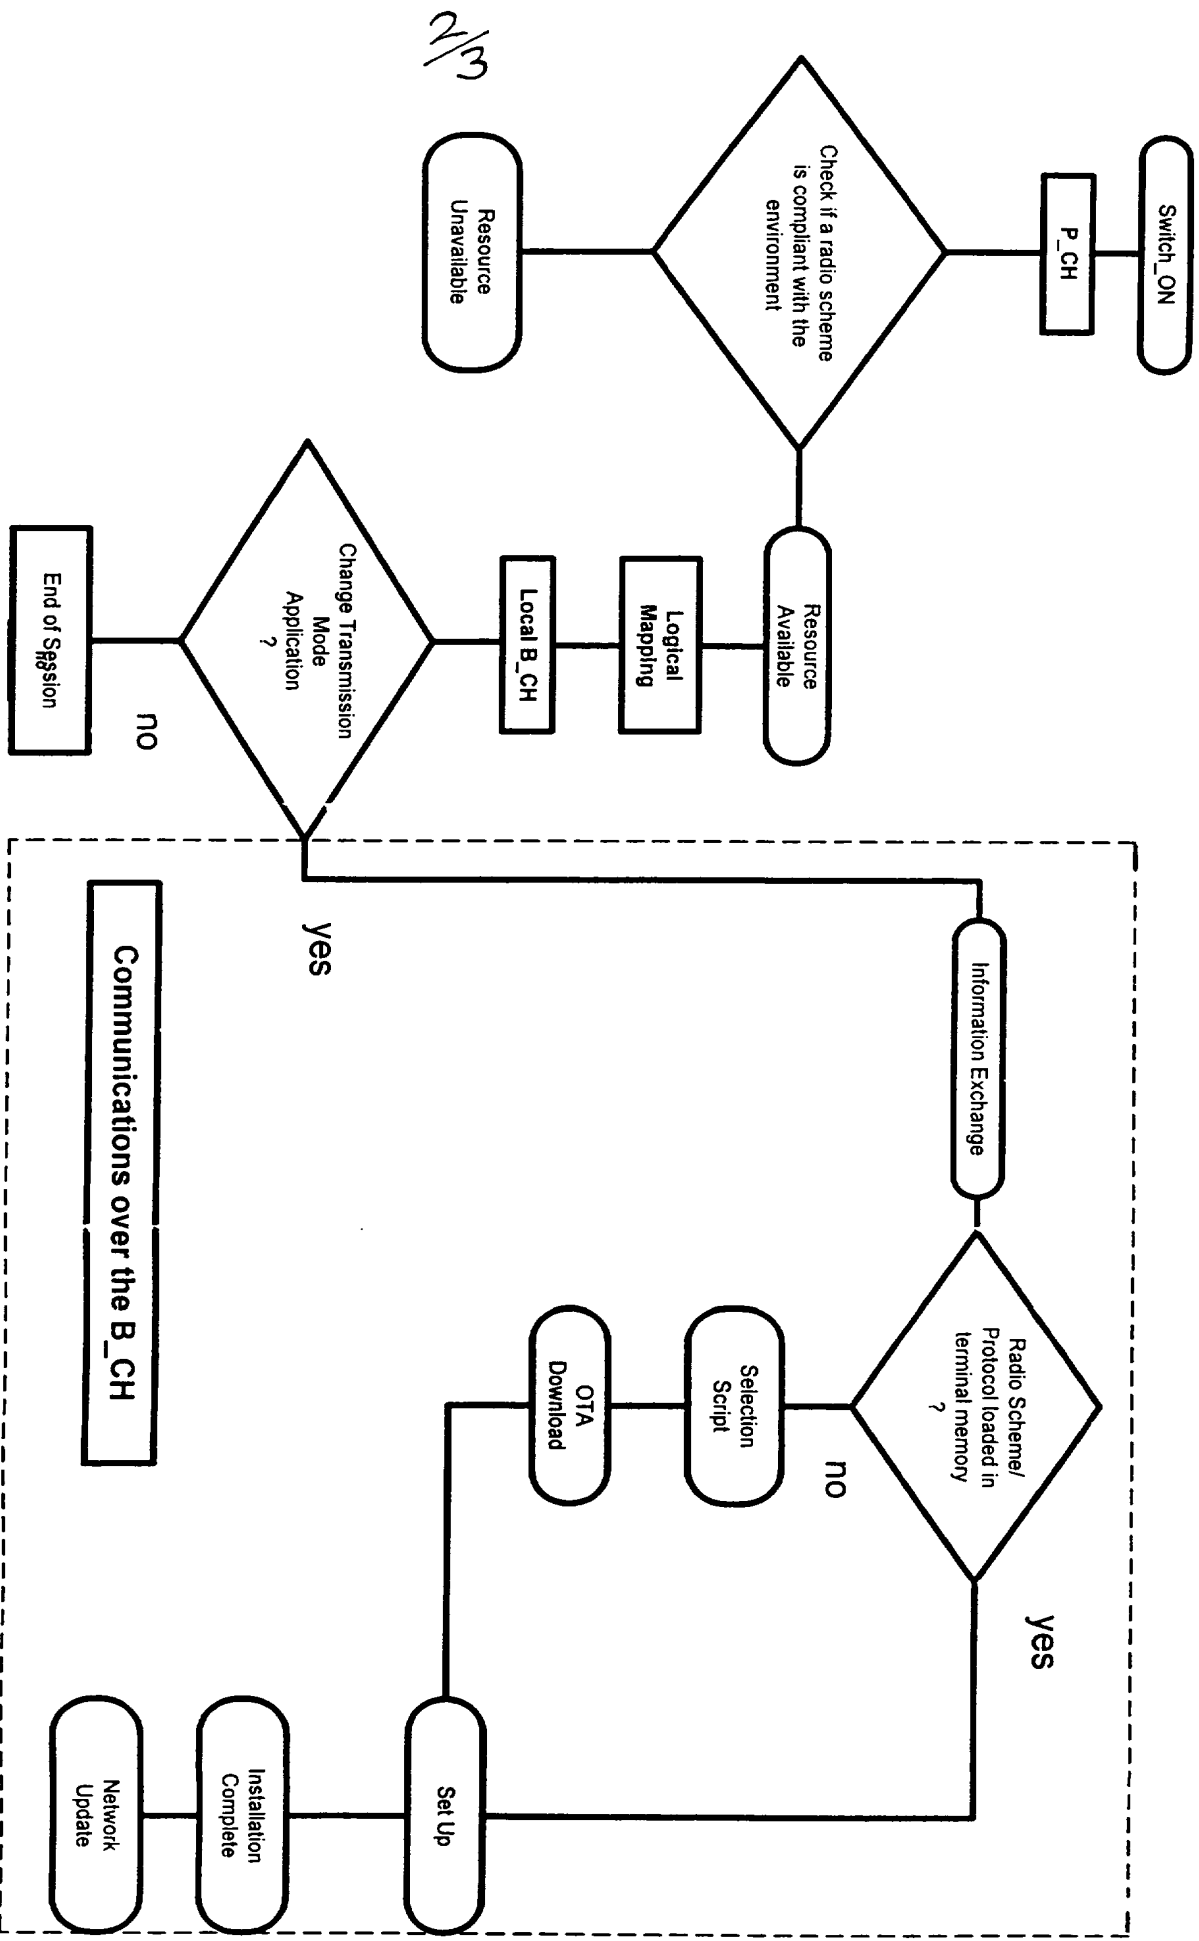 2/3
Switch_ON
P_CH
Check if a radio scheme
is compliant with the
environment
Resource
Unavailable
Resource
Available
Logical
Mapping
Local B_CH
Change Transmission
Mode
Application
?
no
End of Session
no
yes
Information Exchange
Radio Scheme/
Protocol loaded in
terminal memory
?
yes
no
Selection
Script
OTA
Download
Set Up
Installation
Complete
Network
Update
Communications over the B_CH